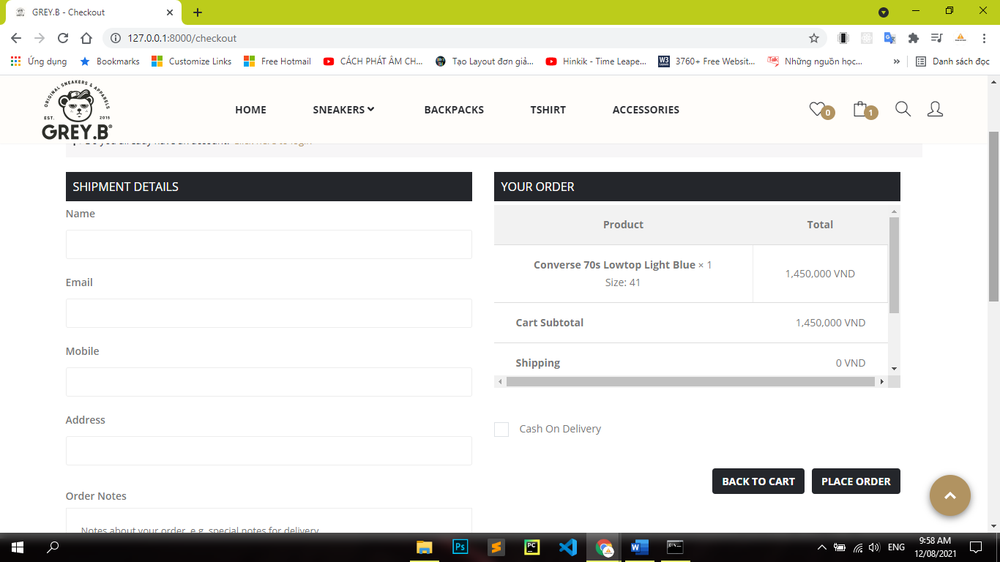 GREY.B - Checkout
127.0.0.1:8000/checkout
Ứng dụng Bookmarks Customize Links Free Hotmail CÁCH PHÁT ÂM CH... Tạo Layout đơn giả... Hinkik - Time Leape... 3760+ Free Websit... Những nguồn học... » Danh sách đọc
ORIGINAL SNEAKERS & APPARELS
EST. 2015
GREY.B®
HOME SNEAKERS BACKPACKS TSHIRT ACCESSORIES
0 1
SHIPMENT DETAILS
Name
Email
Mobile
Address
Order Notes
Notes about your order, e.g. special notes for delivery.
YOUR ORDER
Product Total
Converse 70s Lowtop Light Blue × 1
Size: 41
1,450,000 VND
Cart Subtotal 1,450,000 VND
Shipping 0 VND
Cash On Delivery
BACK TO CART PLACE ORDER
ENG
9:58 AM
12/08/2021